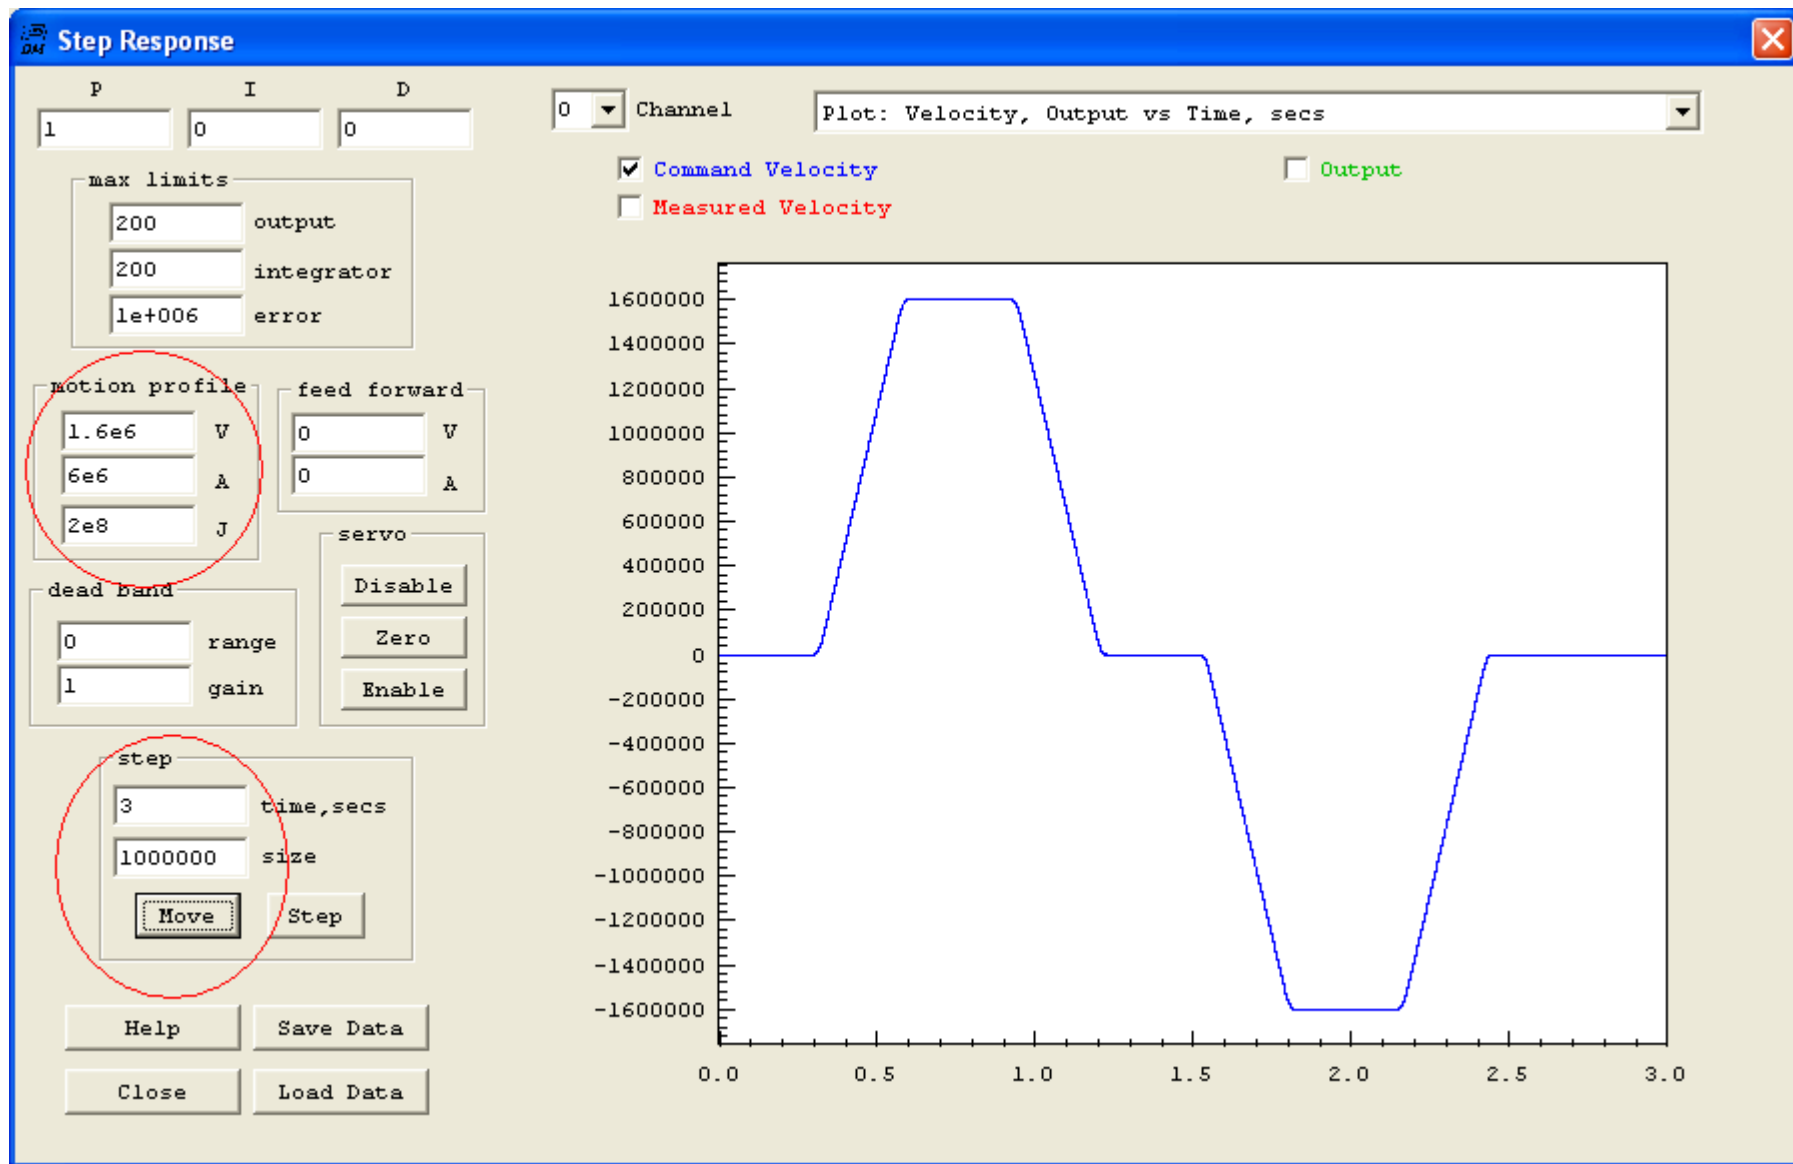 Step Response
P I D
1 0 0
max limits
200 output
200 integrator
1e+006 error
motion profile
1.6e6 V
6e6 A
2e8 J
feed forward
0 V
0 A
servo
Disable
Zero
Enable
dead band
0 range
1 gain
step
3 time,secs
1000000 size
Move Step
Help Save Data
Close Load Data
0 Channel
Plot: Velocity, Output vs Time, secs
Command Velocity
Output
Measured Velocity
1600000
1400000
1200000
1000000
800000
600000
400000
200000
0
-200000
-400000
-600000
-800000
-1000000
-1200000
-1400000
-1600000
0.0 0.5 1.0 1.5 2.0 2.5 3.0